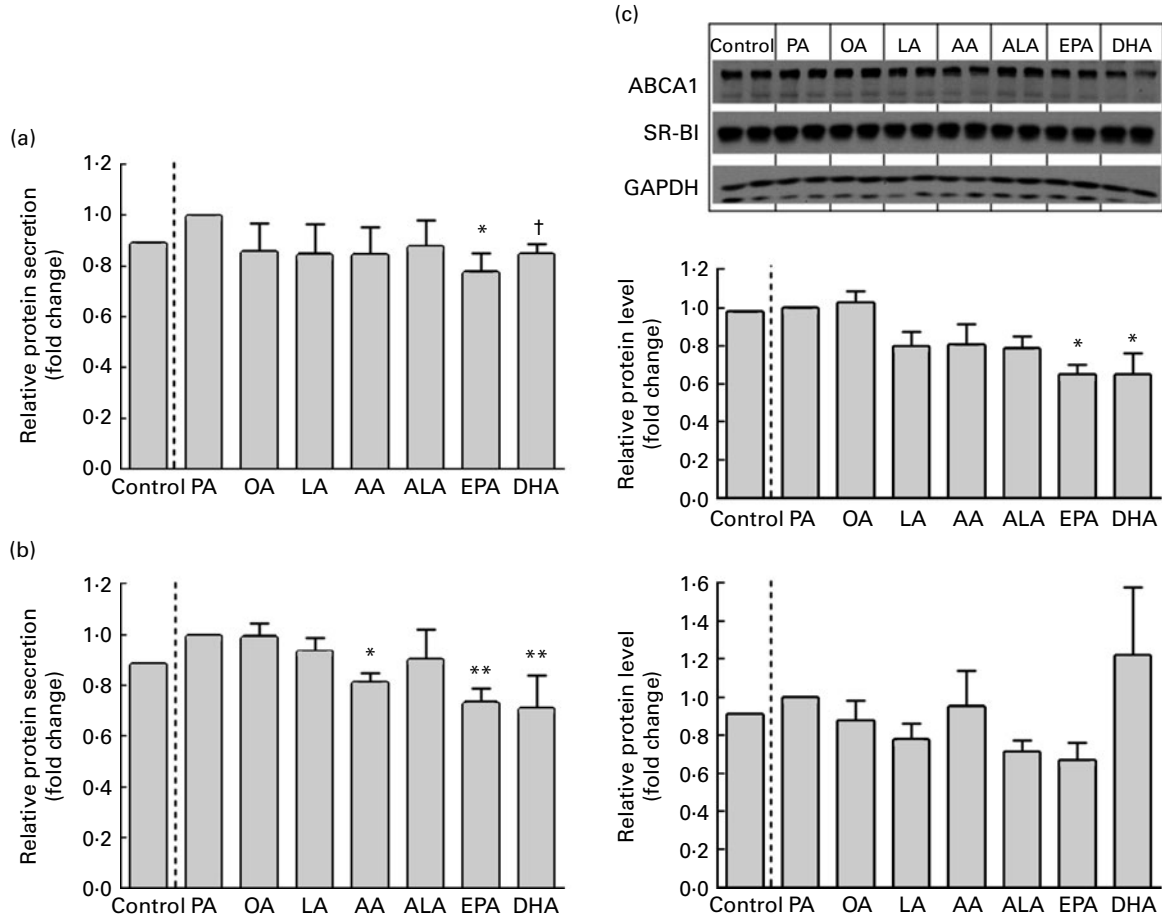 (a)
Relative protein secretion
(fold change)
1·2
1·0
0·8
0·6
0·4
0·2
0·0
*
†
Control PA OA LA AA ALA EPA DHA
(b)
Relative protein secretion
(fold change)
1·2
1·0
0·8
0·6
0·4
0·2
0·0
*
**
**
Control PA OA LA AA ALA EPA DHA
(c)
Control PA OA LA AA ALA EPA DHA
ABCA1
SR-BI
GAPDH
Relative protein level
(fold change)
1·2
1·0
0·8
0·6
0·4
0·2
0·0
*
*
Control PA OA LA AA ALA EPA DHA
Relative protein level
(fold change)
1·6
1·4
1·2
1·0
0·8
0·6
0·4
0·2
0·0
Control PA OA LA AA ALA EPA DHA